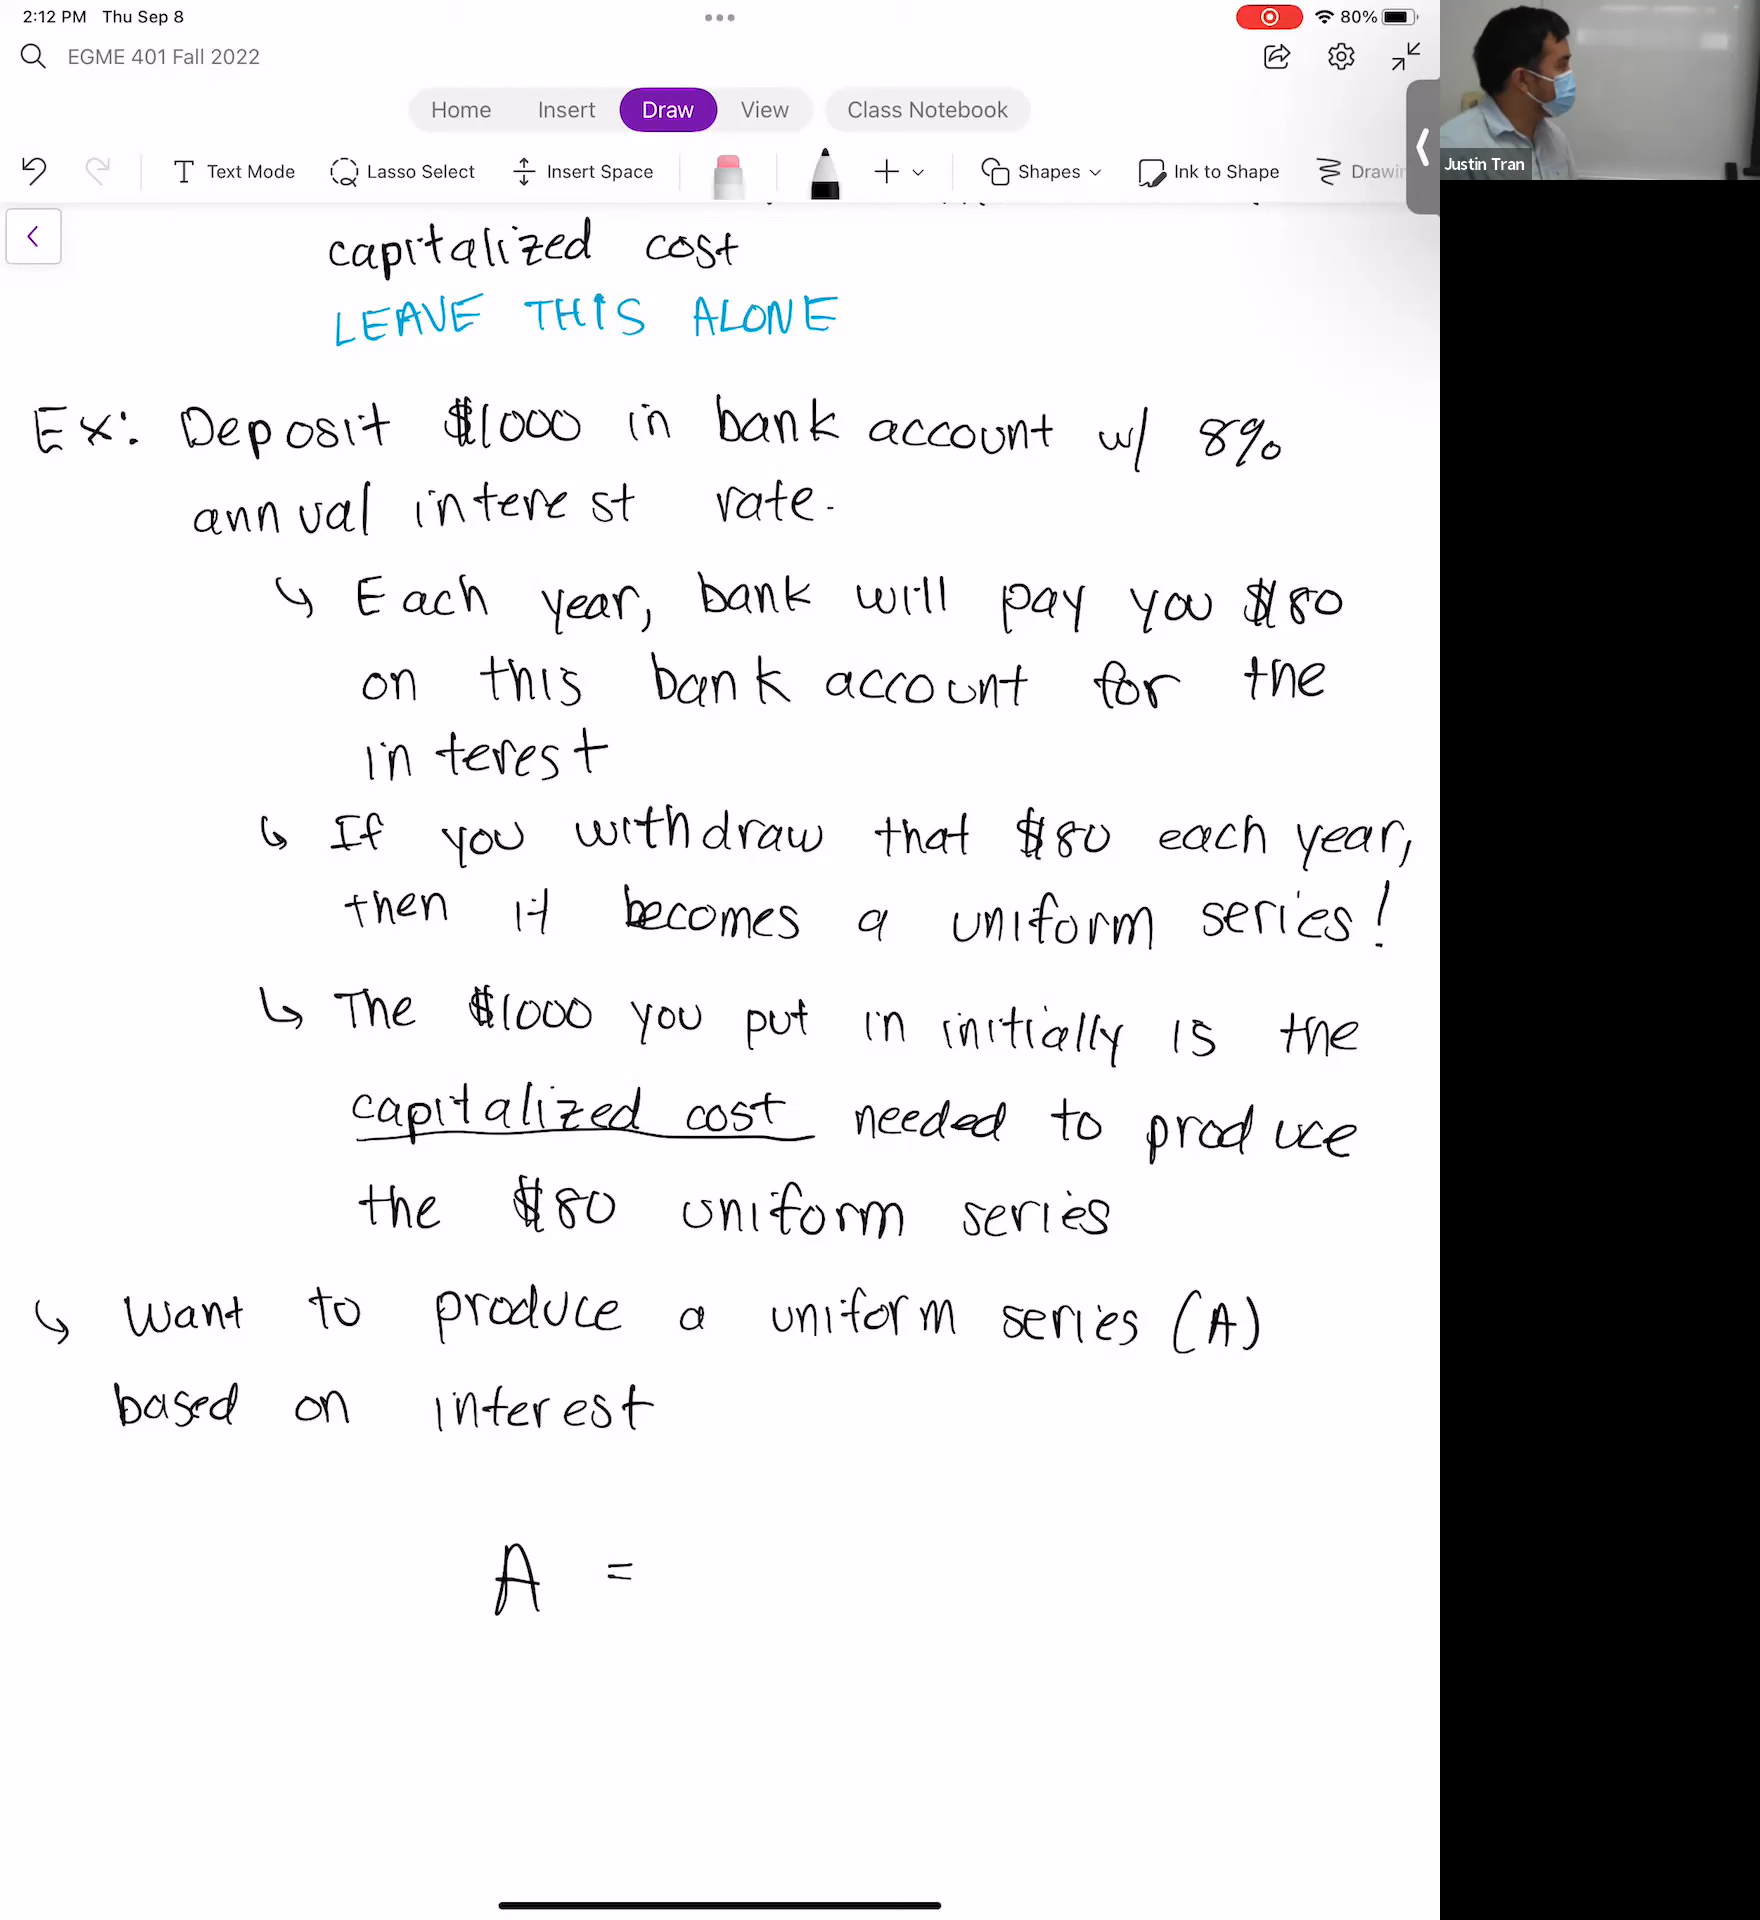 2:12 PM Thu Sep 8
80%
EGME 401 Fall 2022
Home Insert Draw View Class Notebook
Text Mode Lasso Select Insert Space Shapes Ink to Shape Drawi
Justin Tran
capitalized cost
LEAVE THIS ALONE
Ex: Deposit $1000 in bank account w/ 8%
annual interest rate.
↳ Each year, bank will pay you $80
on this bank account for the
interest
↳ If you withdraw that $80 each year,
then it becomes a uniform series!
↳ The $1000 you put in initially is the
capitalized cost needed to produce
the $80 uniform series
↳ Want to produce a uniform series (A)
based on interest
A =